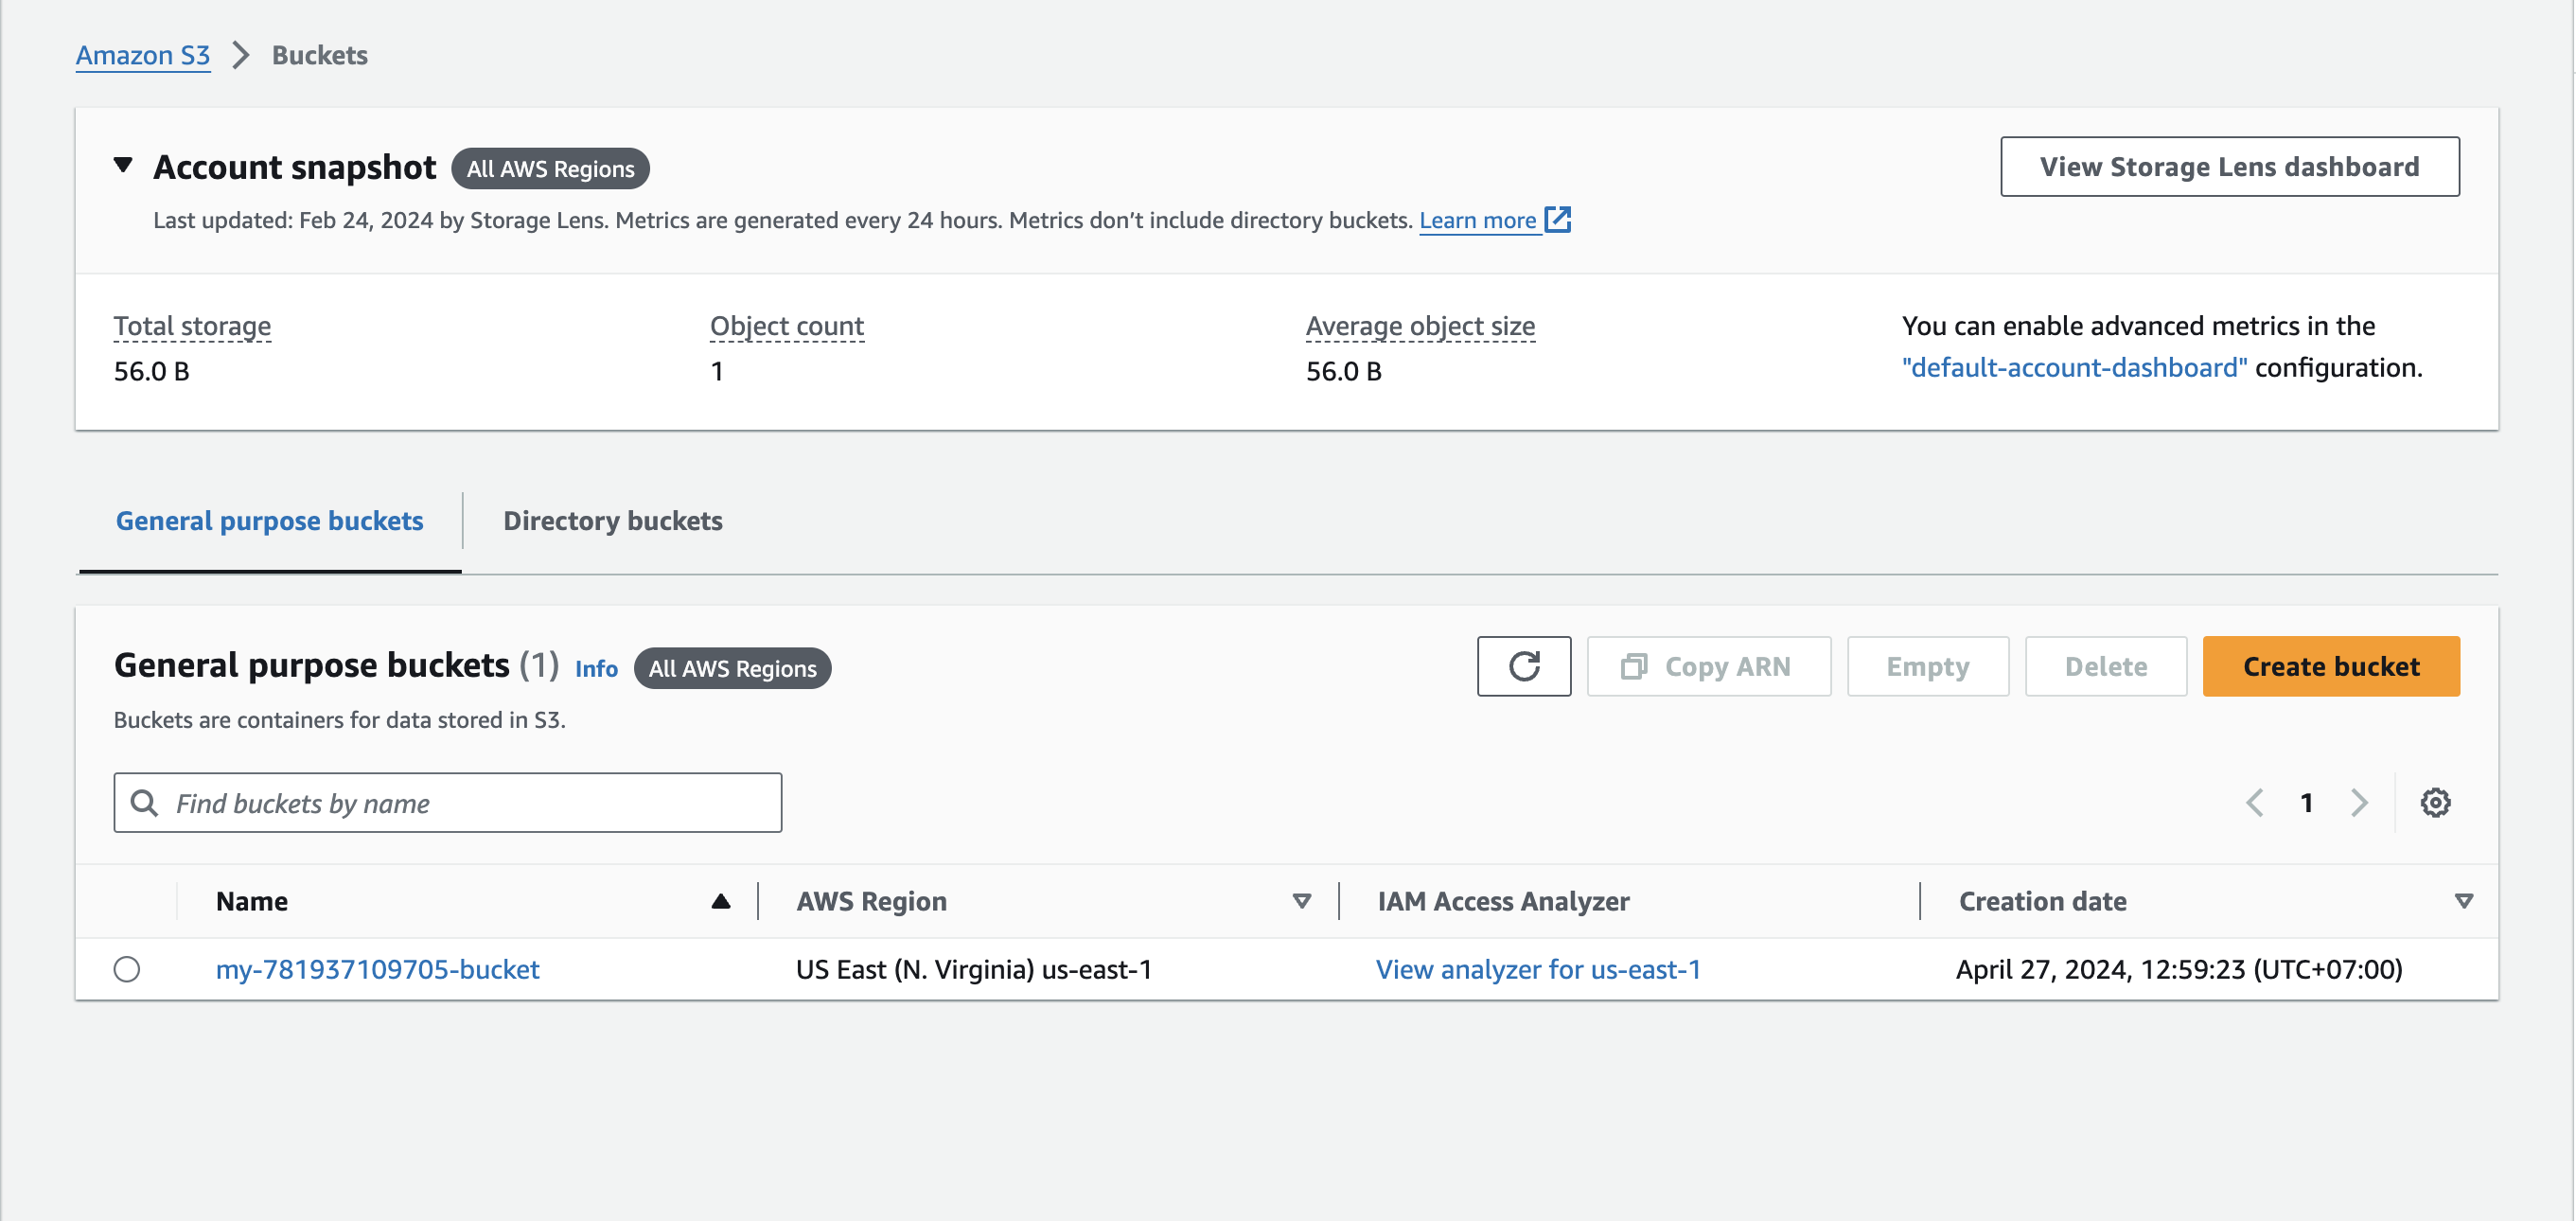 Amazon S3 > Buckets
Account snapshot All AWS Regions
View Storage Lens dashboard
Last updated: Feb 24, 2024 by Storage Lens. Metrics are generated every 24 hours. Metrics don’t include directory buckets. Learn more
Total storage
56.0 B
Object count
1
Average object size
56.0 B
You can enable advanced metrics in the
"default-account-dashboard" configuration.
General purpose buckets
Directory buckets
General purpose buckets (1) Info All AWS Regions
Copy ARN
Empty
Delete
Create bucket
Buckets are containers for data stored in S3.
Find buckets by name
1
Name
AWS Region
IAM Access Analyzer
Creation date
my-781937109705-bucket
US East (N. Virginia) us-east-1
View analyzer for us-east-1
April 27, 2024, 12:59:23 (UTC+07:00)